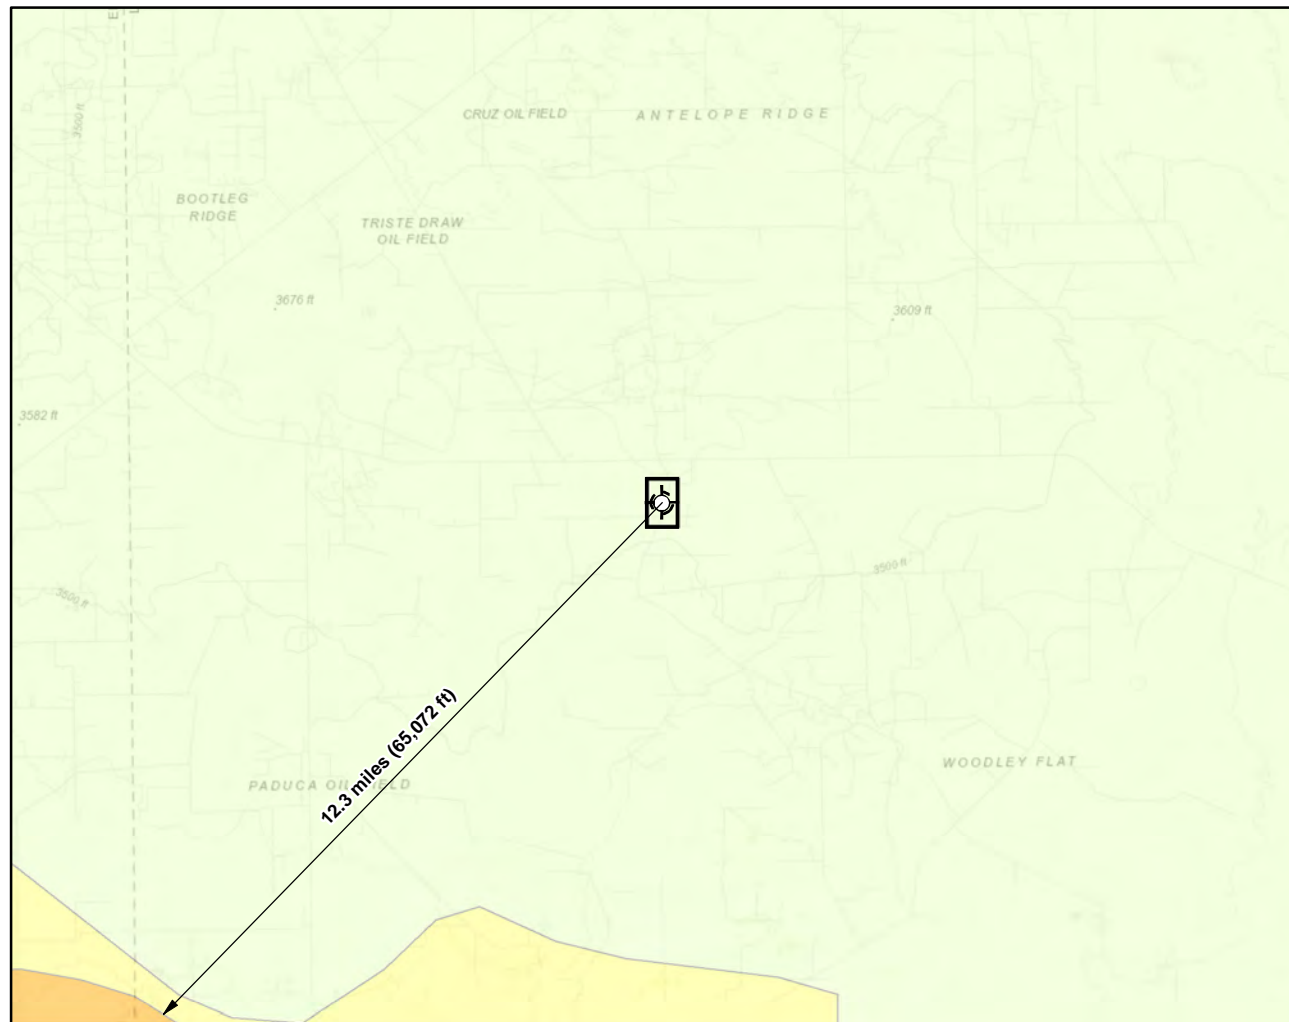 3500 ft
CRUZ OIL FIELD
ANTELOPE RIDGE
BOOTLEG
RIDGE
TRISTE DRAW
OIL FIELD
3676 ft
3609 ft
3582 ft
3500 ft
3500 ft
12.3 miles (65,072 ft)
PADUCA OIL FIELD
WOODLEY FLAT